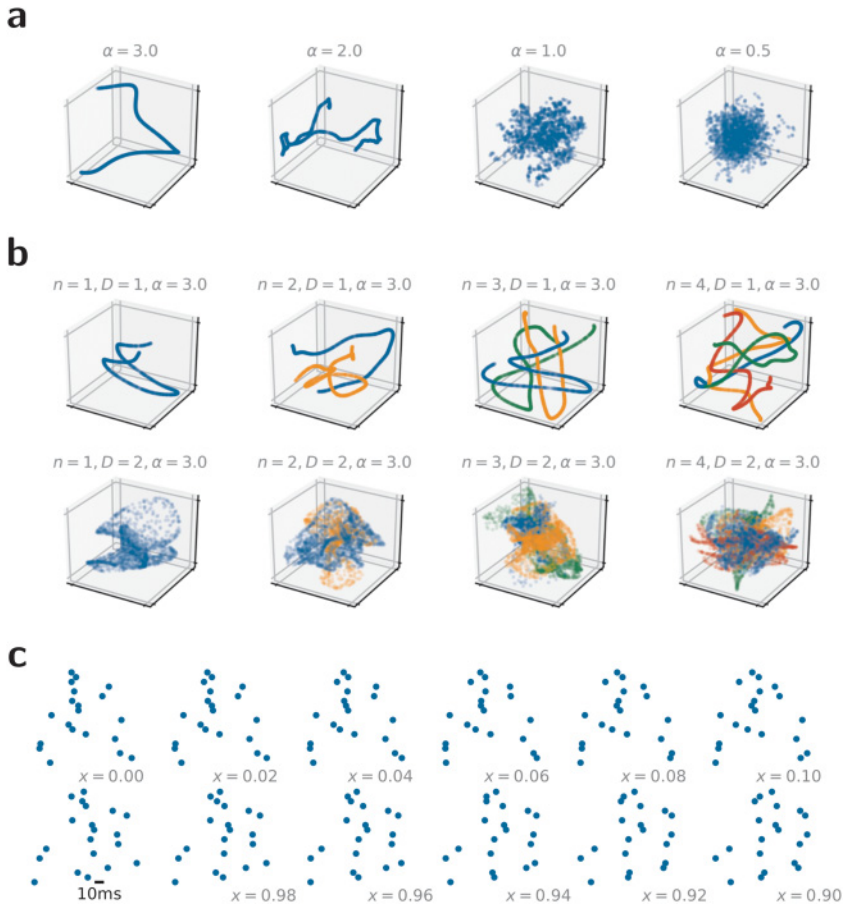 a
α = 3.0 α = 2.0 α = 1.0 α = 0.5
b
n = 1, D = 1, α = 3.0 n = 2, D = 1, α = 3.0 n = 3, D = 1, α = 3.0 n = 4, D = 1, α = 3.0
n = 1, D = 2, α = 3.0 n = 2, D = 2, α = 3.0 n = 3, D = 2, α = 3.0 n = 4, D = 2, α = 3.0
c
x = 0.00 x = 0.02 x = 0.04 x = 0.06 x = 0.08 x = 0.10
10ms x = 0.98 x = 0.96 x = 0.94 x = 0.92 x = 0.90